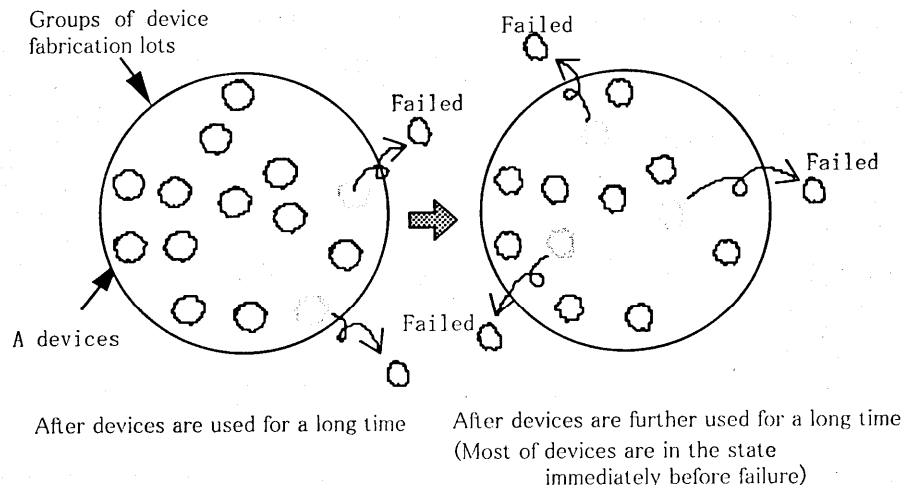 Groups of device
fabrication lots
Failed
Failed
A devices
Failed
Failed
After devices are used for a long time
After devices are further used for a long time
(Most of devices are in the state
immediately before failure)